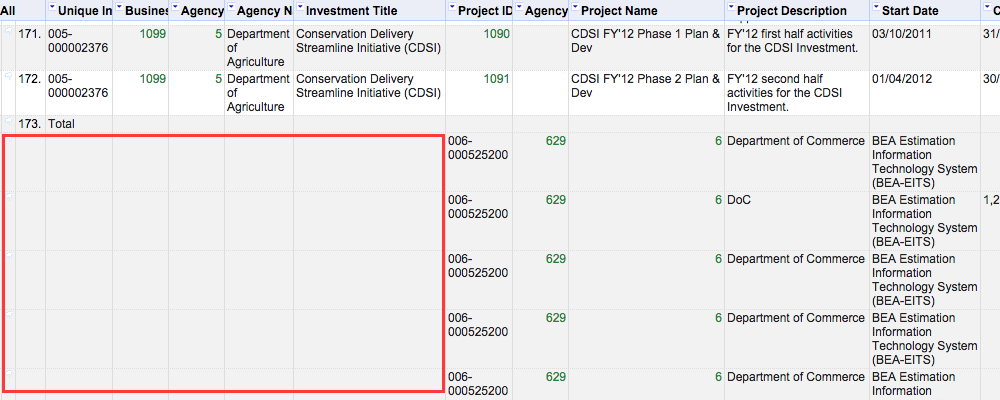 All Unique In Busines Agency Agency N Investment Title Project ID Agency Project Name Project Description Start Date C
171. 005- 1099 5 Department Conservation Delivery 1090 CDSI FY'12 Phase 1 Plan & FY'12 first half activities 03/10/2011 31/
000002376 of Streamline Initiative (CDSI) Dev for the CDSI Investment.
Agriculture
172. 005- 1099 5 Department Conservation Delivery 1091 CDSI FY'12 Phase 2 Plan & FY'12 second half 01/04/2012 30/
000002376 of Streamline Initiative (CDSI) Dev activities for the CDSI
Agriculture Investment.
173. Total
006- 629 6 Department of Commerce BEA Estimation
000525200 Information
Technology System
(BEA-EITS)
006- 629 6 DoC BEA Estimation 1,2
000525200 Information
Technology System
(BEA-EITS)
006- 629 6 Department of Commerce BEA Estimation
000525200 Information
Technology System
(BEA-EITS)
006- 629 6 Department of Commerce BEA Estimation
000525200 Information
Technology System
(BEA-EITS)
006- 629 6 Department of Commerce BEA Estimation
000525200 Information